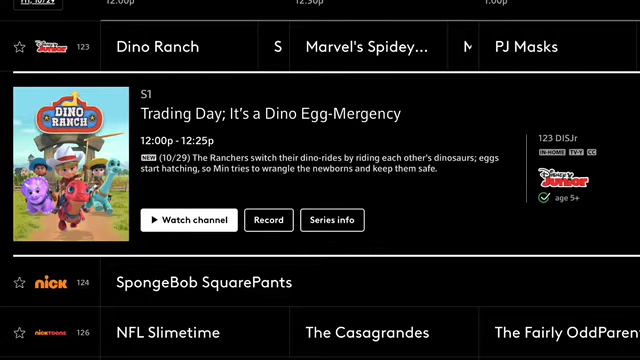 Fri, 10/29
12:00p
12:30p
1:00p
Disney Junior
123
Dino Ranch
S
Marvel's Spidey...
M
PJ Masks
DINO RANCH
S1
Trading Day; It's a Dino Egg-Mergency
12:00p - 12:25p
NEW (10/29) The Ranchers switch their dino-rides by riding each other's dinosaurs; eggs
start hatching, so Min tries to wrangle the newborns and keep them safe.
123 DISJr
IN-HOME TV-Y CC
Disney Junior
age 5+
Watch channel
Record
Series info
nick
124
SpongeBob SquarePants
nicktoons
126
NFL Slimetime
The Casagrandes
The Fairly OddParen